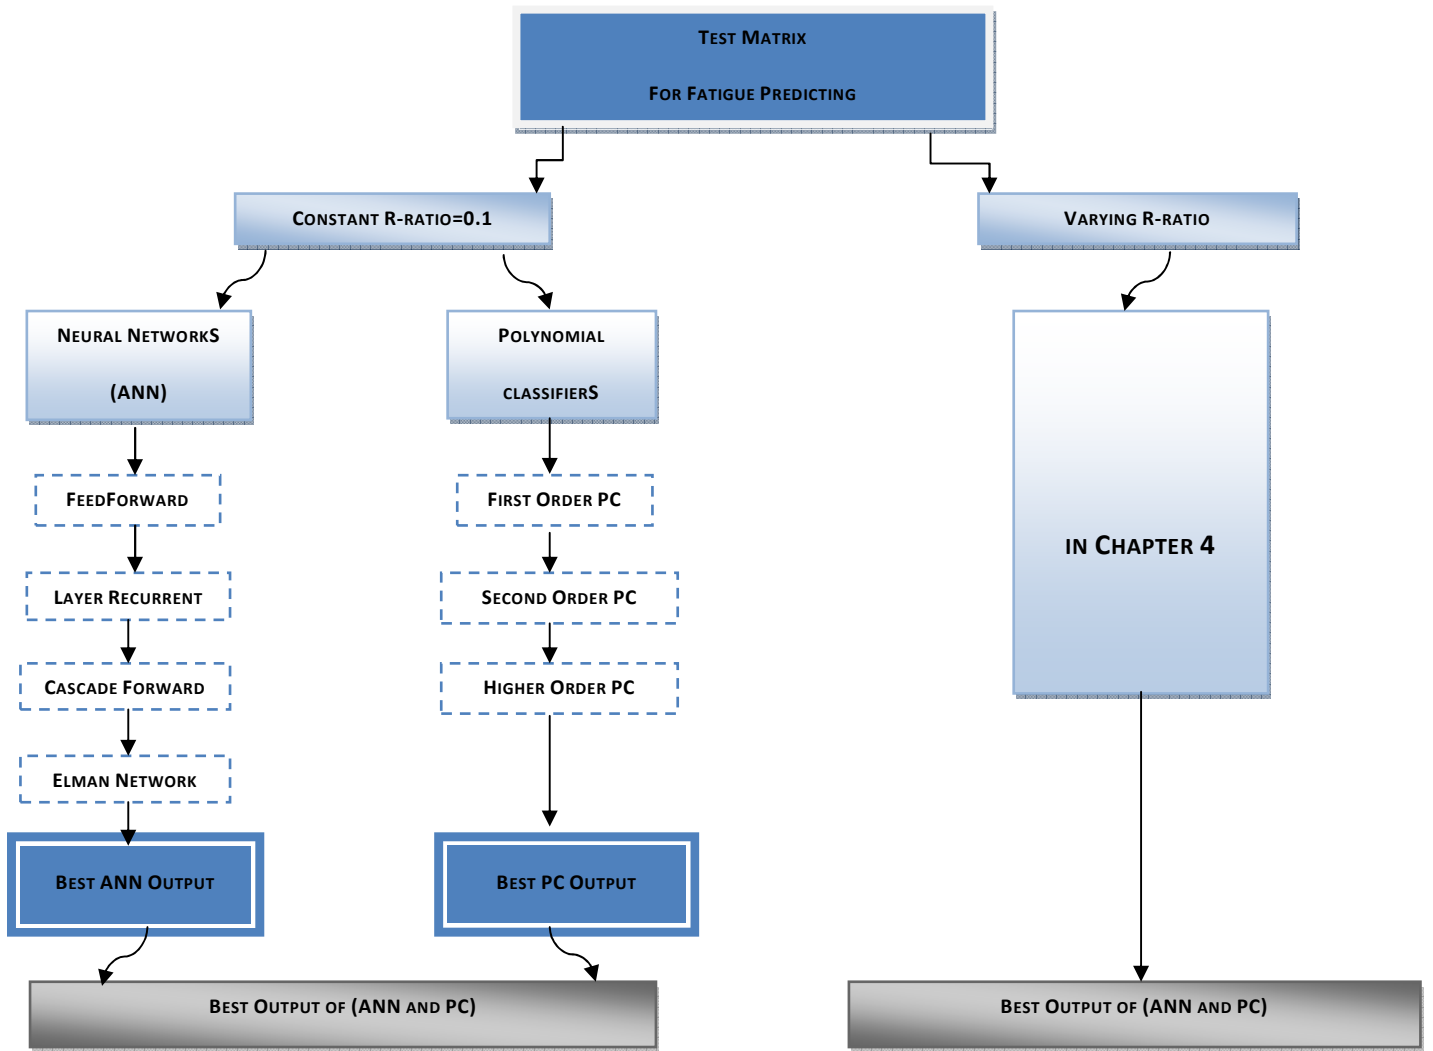 Test Matrix
For Fatigue Predicting
Constant R-ratio=0.1
Varying R-ratio
Neural NetworkS
(ANN)
Polynomial
classifierS
FeedForward
Layer Recurrent
Cascade Forward
Elman Network
Best ANN Output
First Order PC
Second Order PC
Higher Order PC
Best PC Output
in Chapter 4
Best Output of (ANN and PC)
Best Output of (ANN and PC)